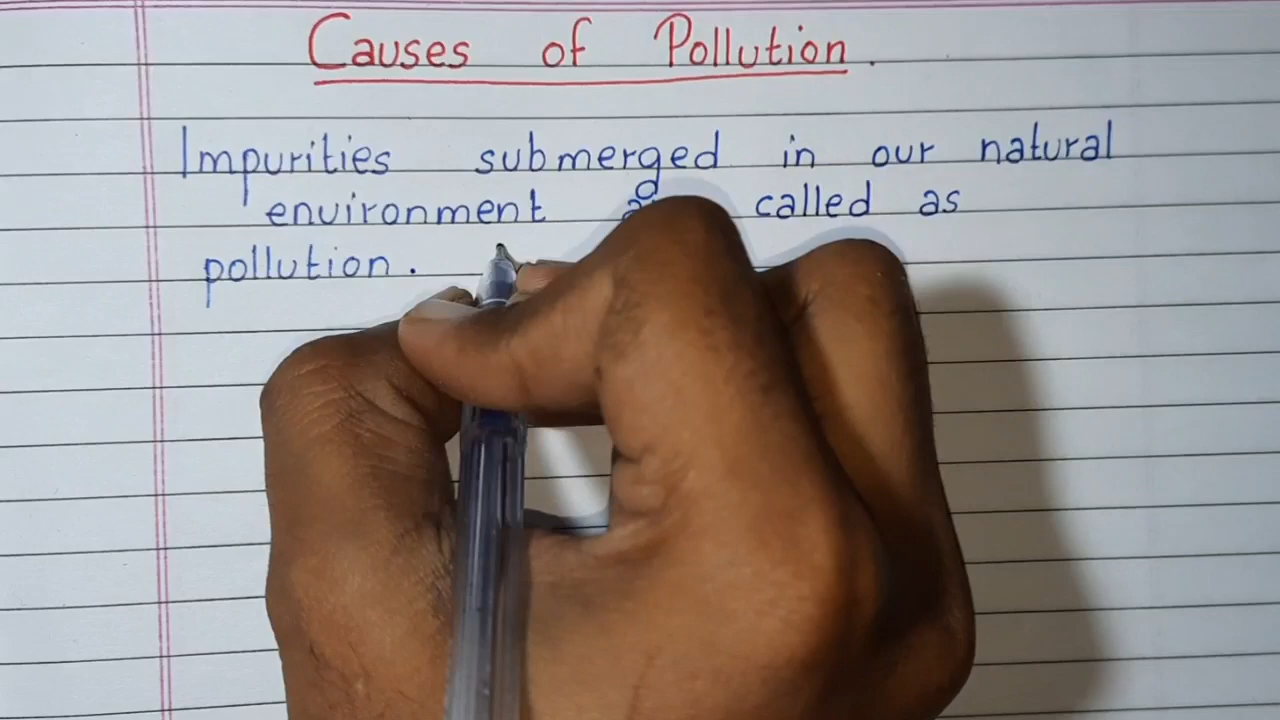 Causes of Pollution.
Impurities submerged in our natural
environment called as
pollution.